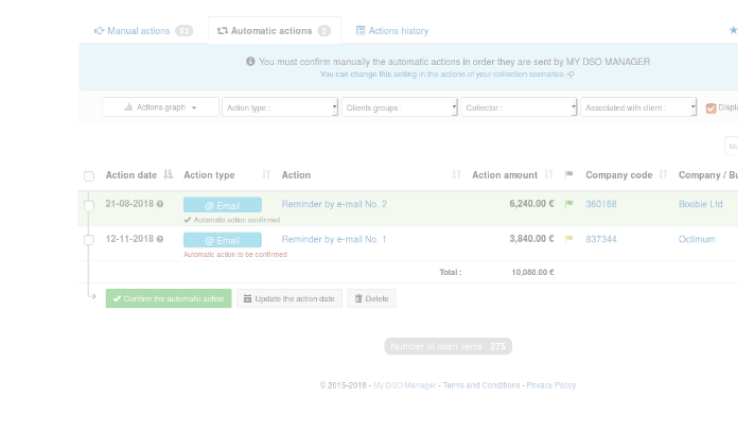 Manual actions 53 Automatic actions 2 Actions history
You must confirm manually the automatic actions in order they are sent by MY DSO MANAGER
You can change this setting in the actions of your collection scenarios
Actions graph Action type : Clients groups : Collector : Associated with client : Displa
Action date Action type Action Action amount Company code Company / Bu
21-08-2018 @ Email Reminder by e-mail No. 2 6,240.00 € 360168 Booble Ltd
Automatic action confirmed
12-11-2018 @ Email Reminder by e-mail No. 1 3,840.00 € 837344 Octimum
Automatic action to be confirmed
Total : 10,080.00 €
Confirm the automatic action Update the action date Delete
Number of open items : 275
© 2015-2018 - My DSO Manager - Terms and Conditions - Privacy Policy